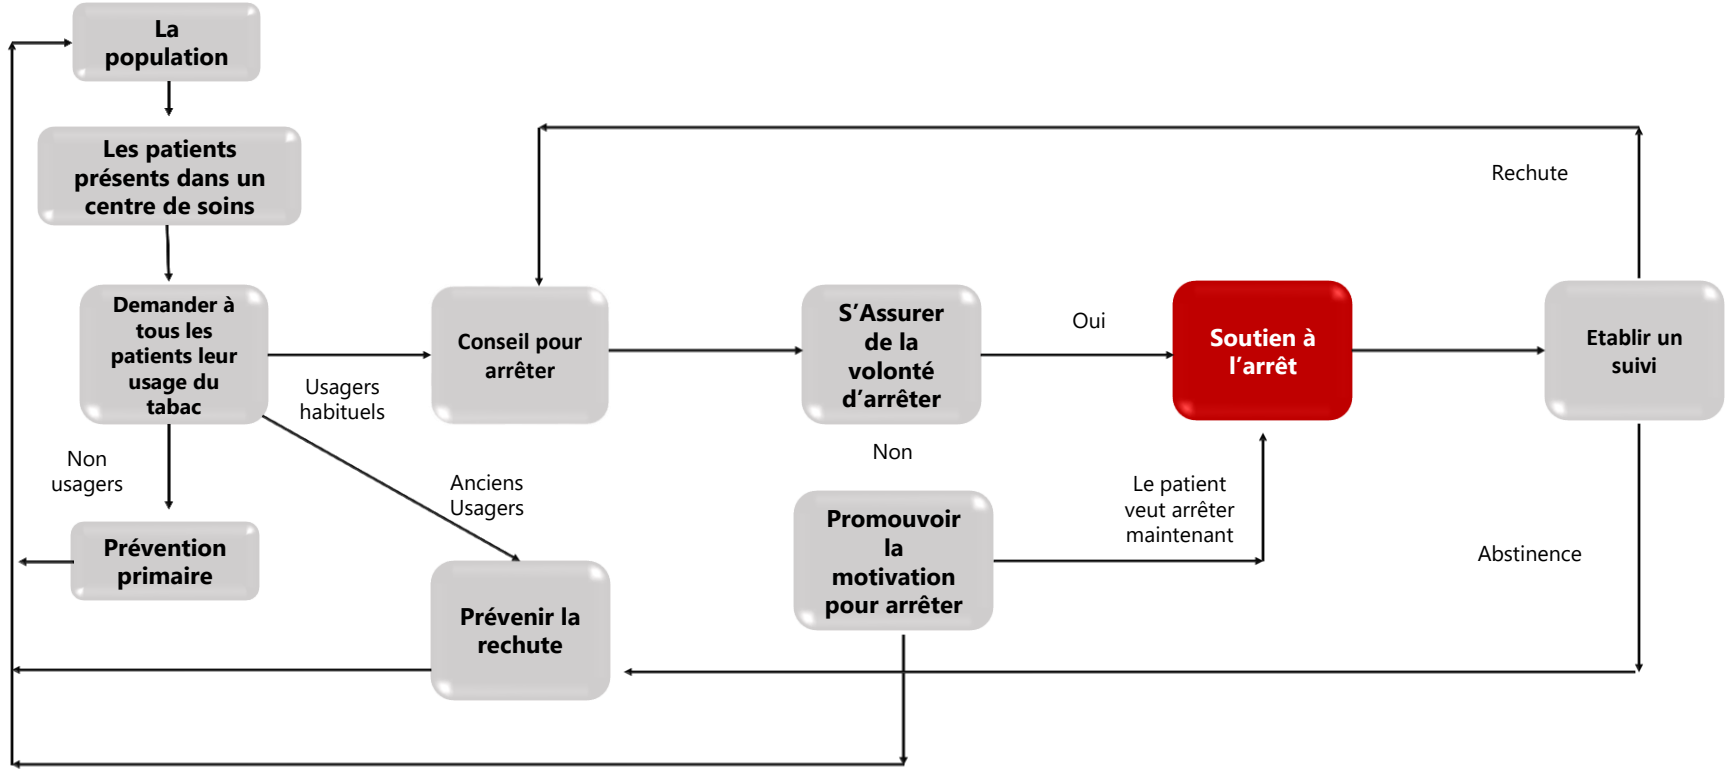 La
population
Les patients
présents dans un
centre de soins
Demander à
tous les
patients leur
usage du
tabac
Usagers
habituels
Non
usagers
Prévention
primaire
Anciens
Usagers
Prévenir la
rechute
Conseil pour
arrêter
S’Assurer
de la
volonté
d’arrêter
Oui
Non
Promouvoir
la
motivation
pour arrêter
Le patient
veut arrêter
maintenant
Soutien à
l’arrêt
Etablir un
suivi
Rechute
Abstinence